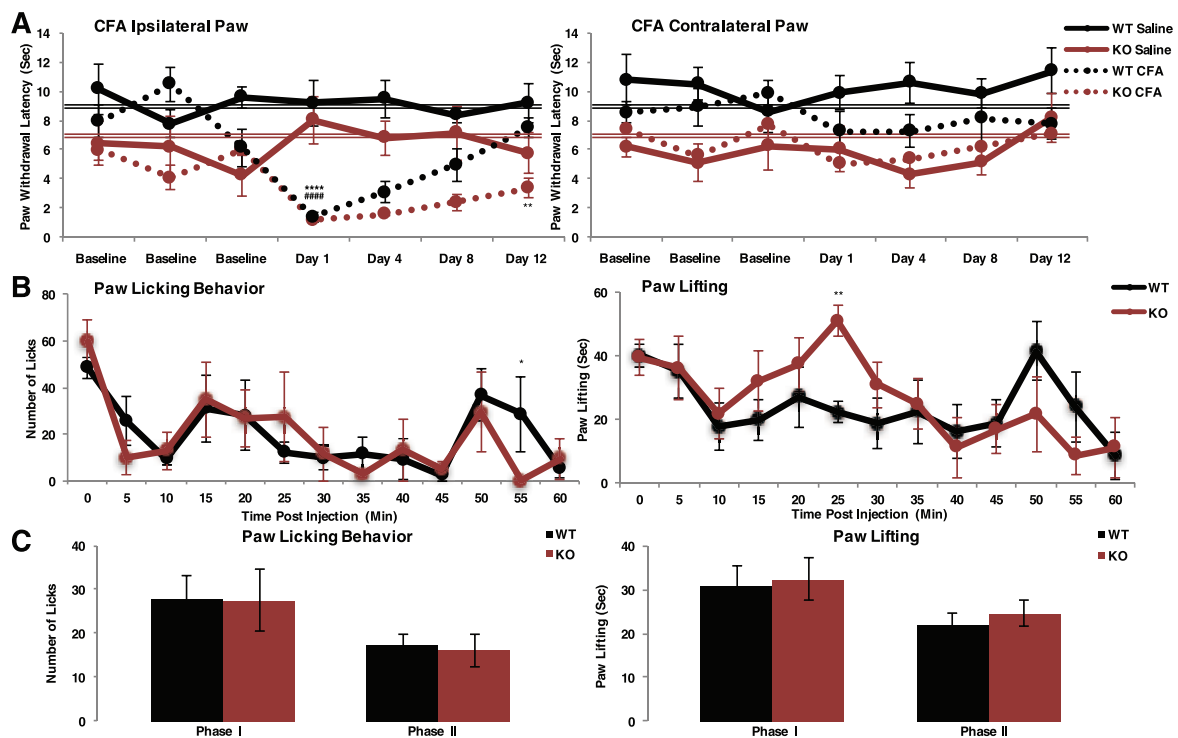 A
CFA Ipsilateral Paw
CFA Contralateral Paw
Paw Withdrawal Latency (Sec)
14
12
10
8
6
4
2
0
****
####
**
Baseline Baseline Baseline Day 1 Day 4 Day 8 Day 12
Paw Withdrawal Latency (Sec)
14
12
10
8
6
4
2
0
Baseline Baseline Baseline Day 1 Day 4 Day 8 Day 12
WT Saline
KO Saline
WT CFA
KO CFA
B
Paw Licking Behavior
Number of Licks
80
60
40
20
0
*
0 5 10 15 20 25 30 35 40 45 50 55 60
Time Post Injection (Min)
Paw Lifting
Paw Lifting (Sec)
60
40
20
0
**
0 5 10 15 20 25 30 35 40 45 50 55 60
Time Post Injection (Min)
WT
KO
C
Paw Licking Behavior
WT
KO
Number of Licks
40
30
20
10
0
Phase I Phase II
Paw Lifting
WT
KO
Paw Lifting (Sec)
40
30
20
10
0
Phase I Phase II